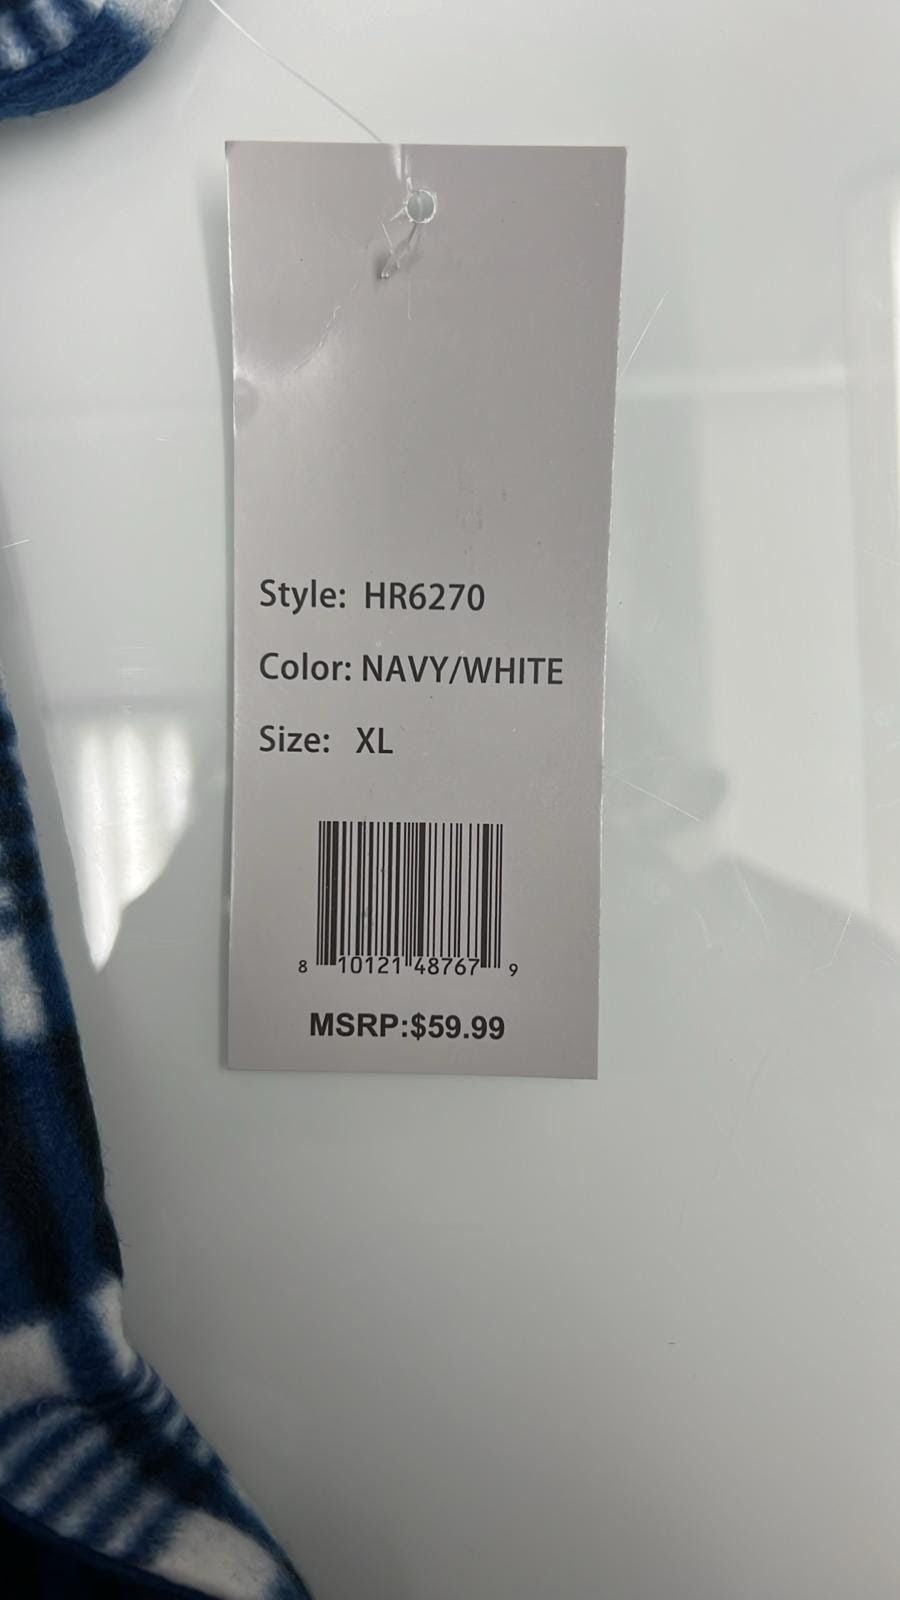 Style: HR6270
Color: NAVY/WHITE
Size: XL
8 10121 48767 9
MSRP:$59.99